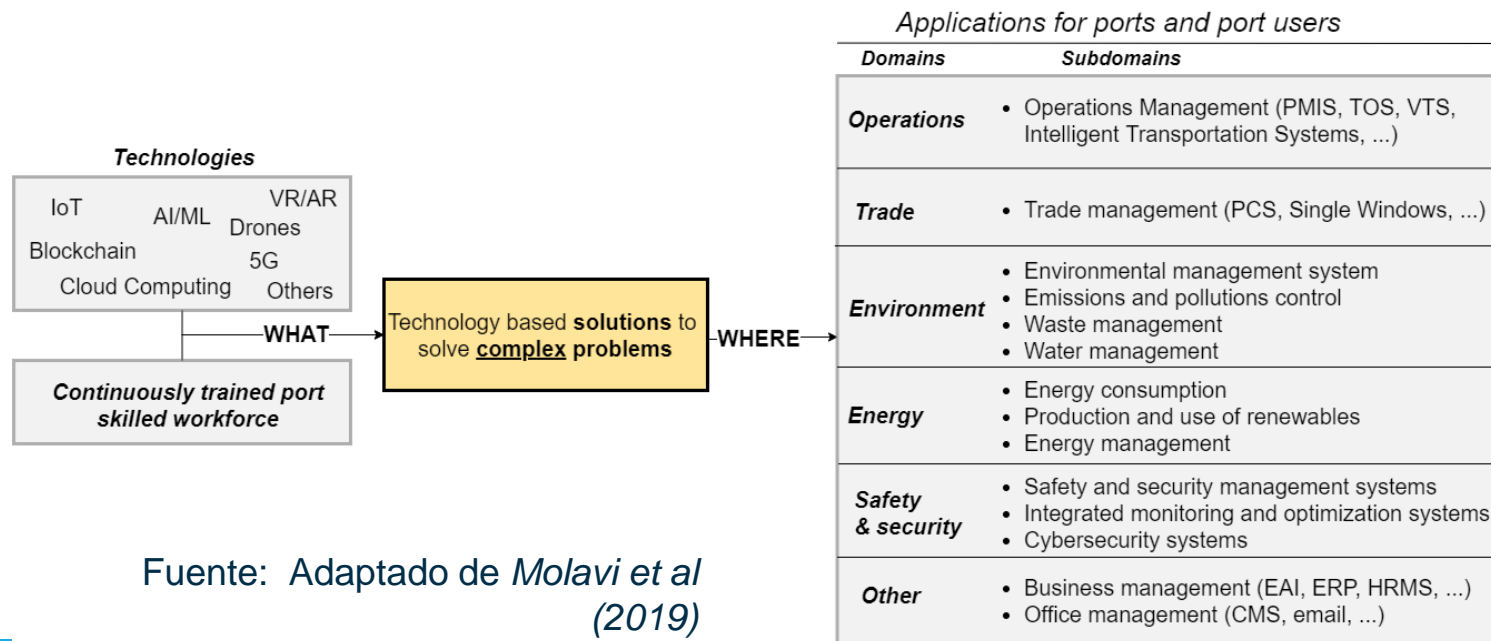 Technologies
IoT
AI/ML
VR/AR
Drones
Blockchain
5G
Cloud Computing
Others
WHAT
Continuously trained port
skilled workforce
Technology based solutions to
solve complex problems
WHERE
Applications for ports and port users
Domains Subdomains
Operations
• Operations Management (PMIS, TOS, VTS,
Intelligent Transportation Systems, ...)
Trade
• Trade management (PCS, Single Windows, ...)
Environment
• Environmental management system
• Emissions and pollutions control
• Waste management
• Water management
Energy
• Energy consumption
• Production and use of renewables
• Energy management
Safety
& security
• Safety and security management systems
• Integrated monitoring and optimization systems
• Cybersecurity systems
Other
• Business management (EAI, ERP, HRMS, ...)
• Office management (CMS, email, ...)
Fuente: Adaptado de Molavi et al
(2019)